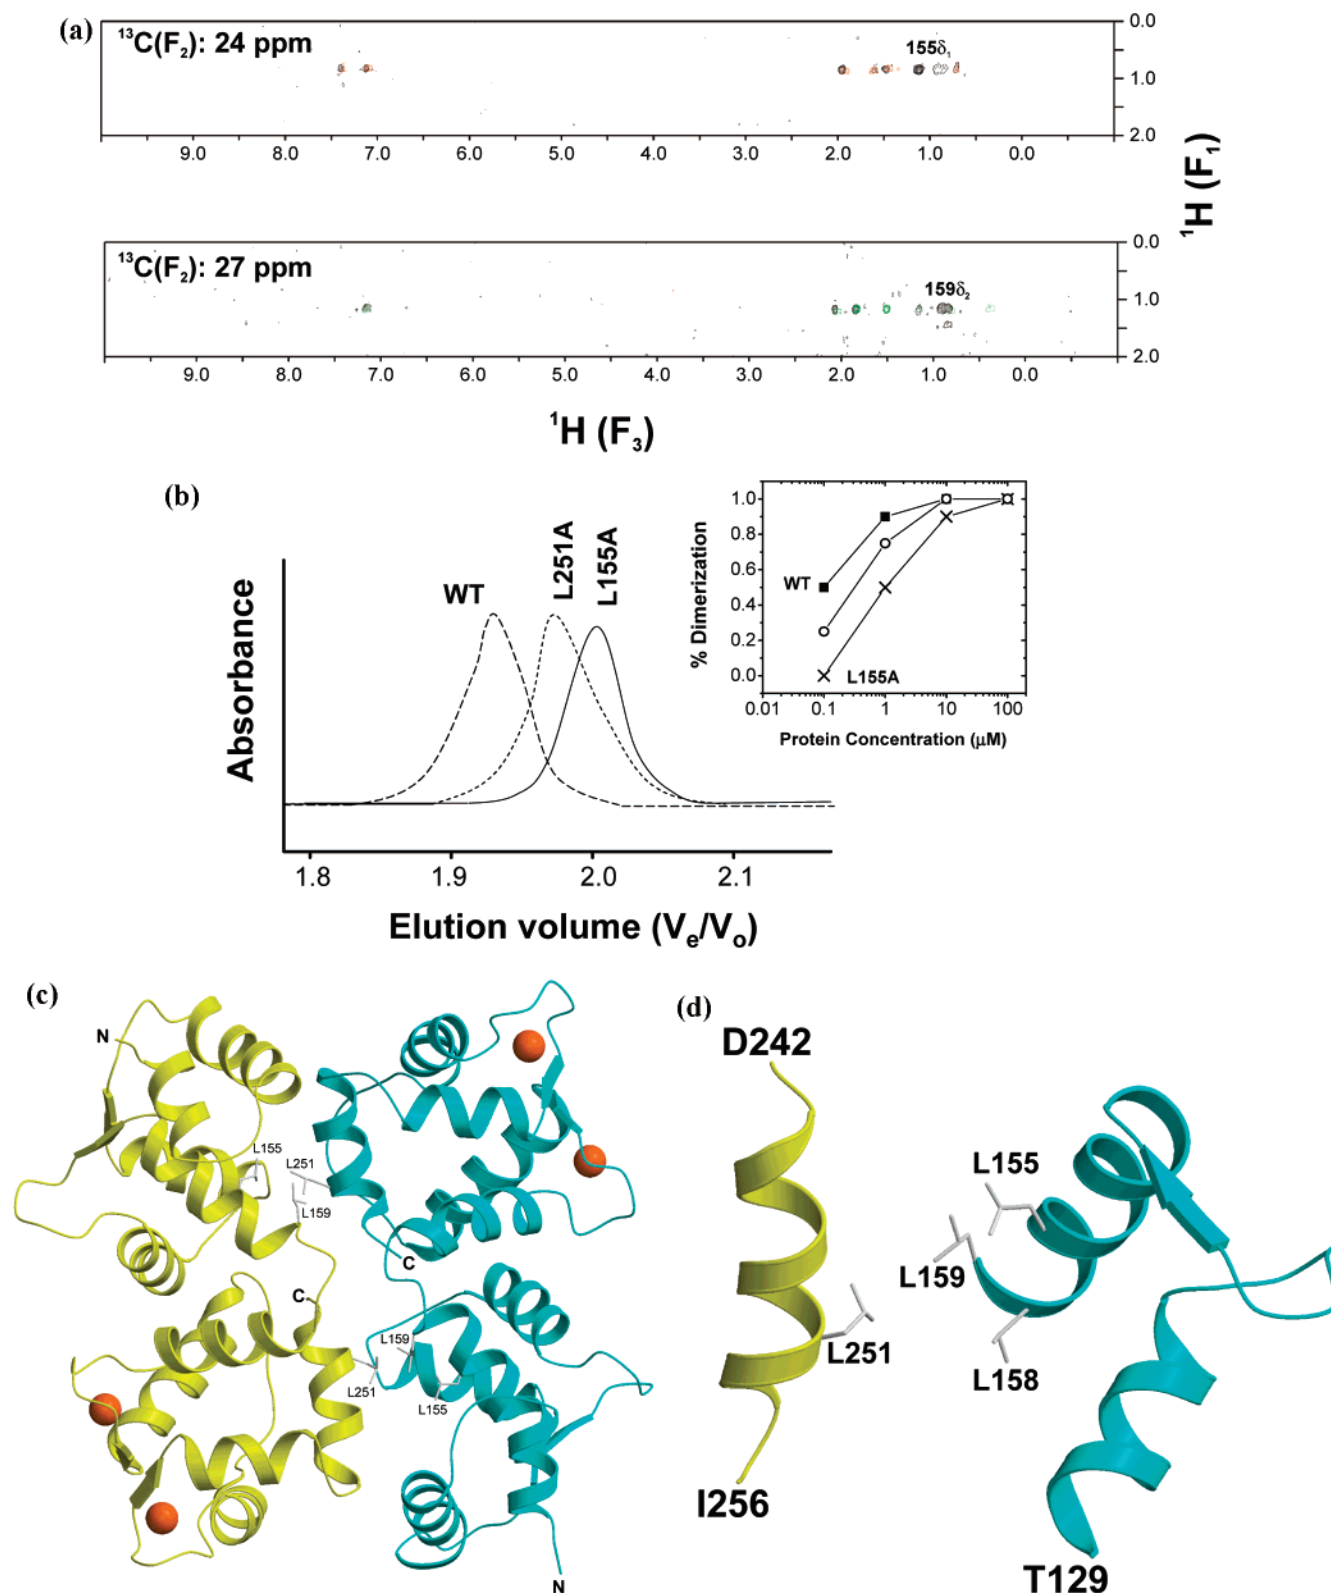 (a)
¹³C(F₂): 24 ppm
155δ₁
0.0
1.0
2.0
9.0 8.0 7.0 6.0 5.0 4.0 3.0 2.0 1.0 0.0
¹H (F₁)
¹³C(F₂): 27 ppm
159δ₂
0.0
1.0
2.0
9.0 8.0 7.0 6.0 5.0 4.0 3.0 2.0 1.0 0.0
¹H (F₃)
(b)
Absorbance
WT
L251A
L155A
1.8 1.9 2.0 2.1
Elution volume (Vₑ/Vₒ)
% Dimerization
1.0
0.8
0.6
0.4
0.2
0.0
WT
L155A
0.01 0.1 1 10 100
Protein Concentration (μM)
(c)
N
L155
L251
L159
C
C
L159
L251
L155
N
(d)
D242
L155
L159
L251
L158
I256
T129